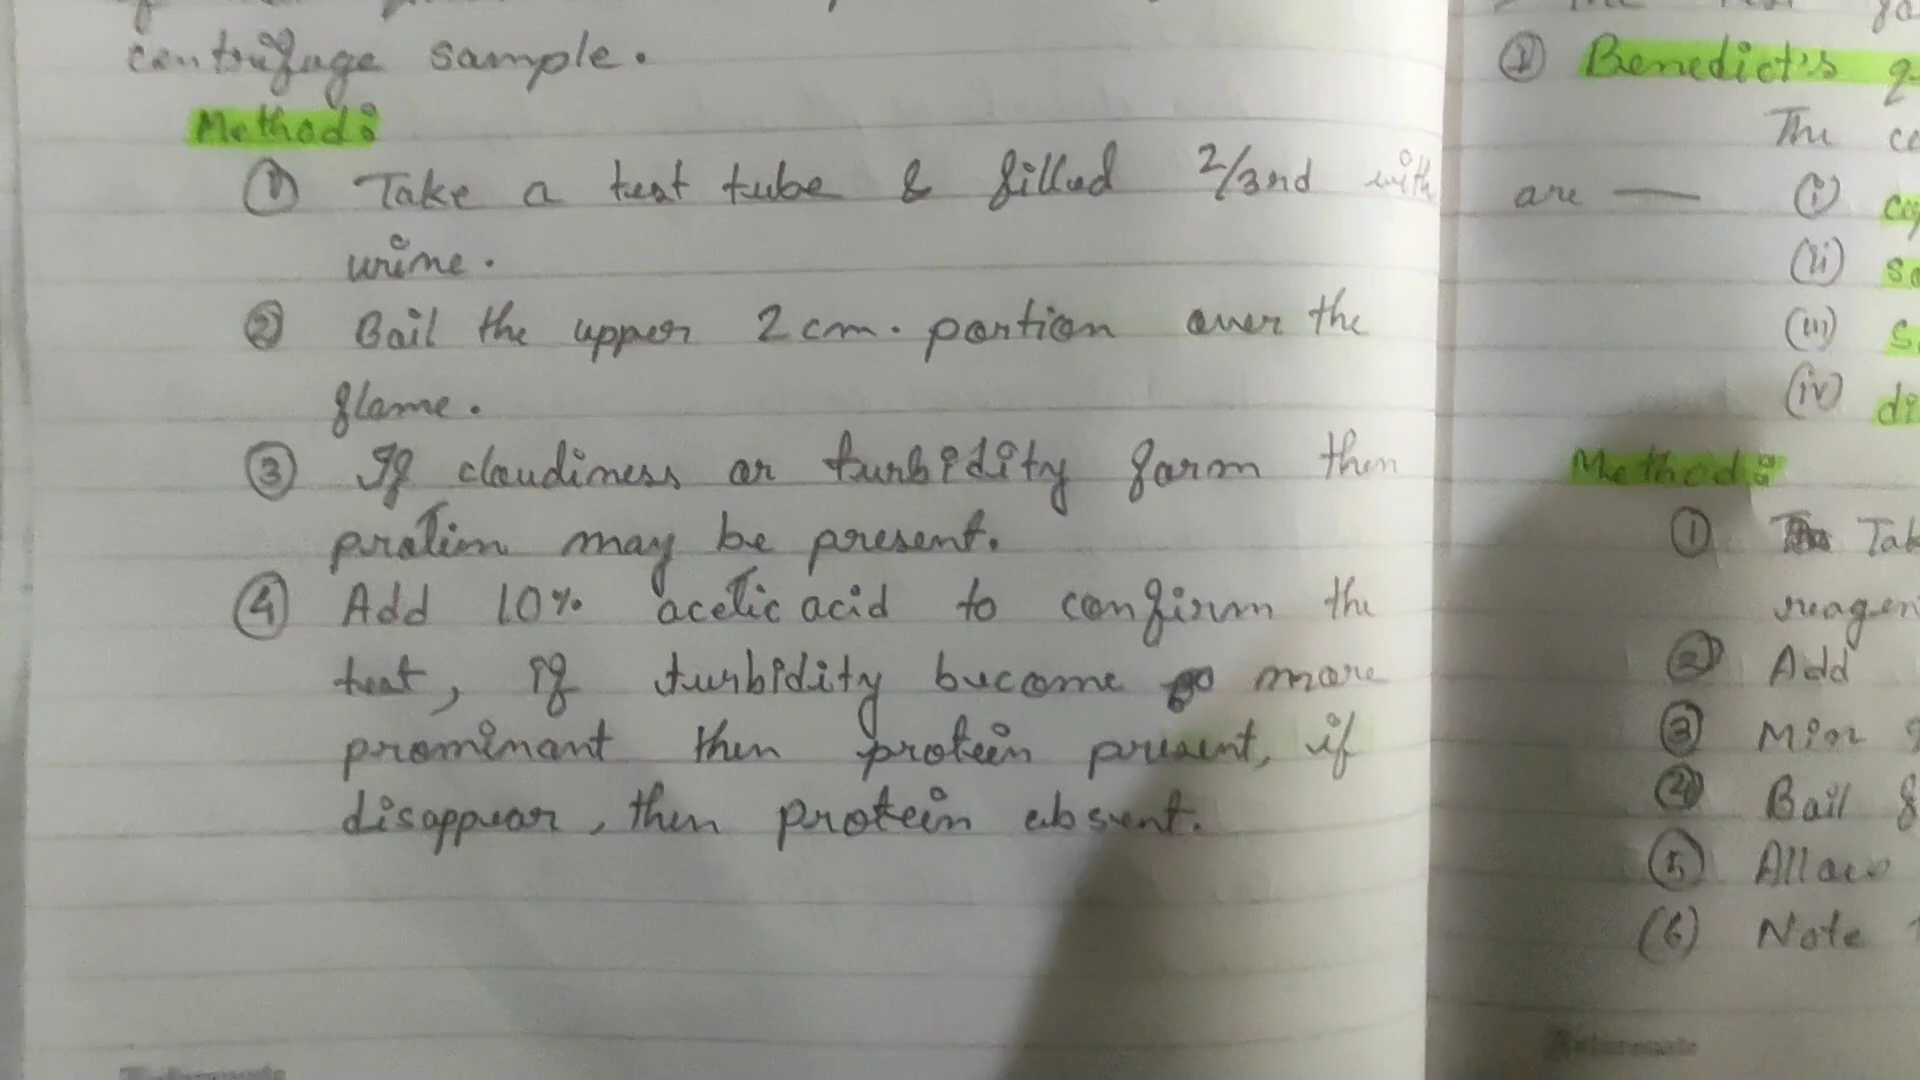 centrifuge sample.
Method:
① Take a test tube & filled 2/3rd with
urine.
② Boil the upper 2 cm. portion over the
flame.
③ If cloudiness or turbidity form then
protien may be present.
④ Add 10% acetic acid to confirm the
test, if turbidity become more
prominant then protein present, if
disappear, then protein absent.
① Benedict's
The
are — (i)
(ii)
(iii)
(iv)
Method:
① Tak
reagen
② Add
③ Mix
④ Boil
⑤ Allow
(6) Note